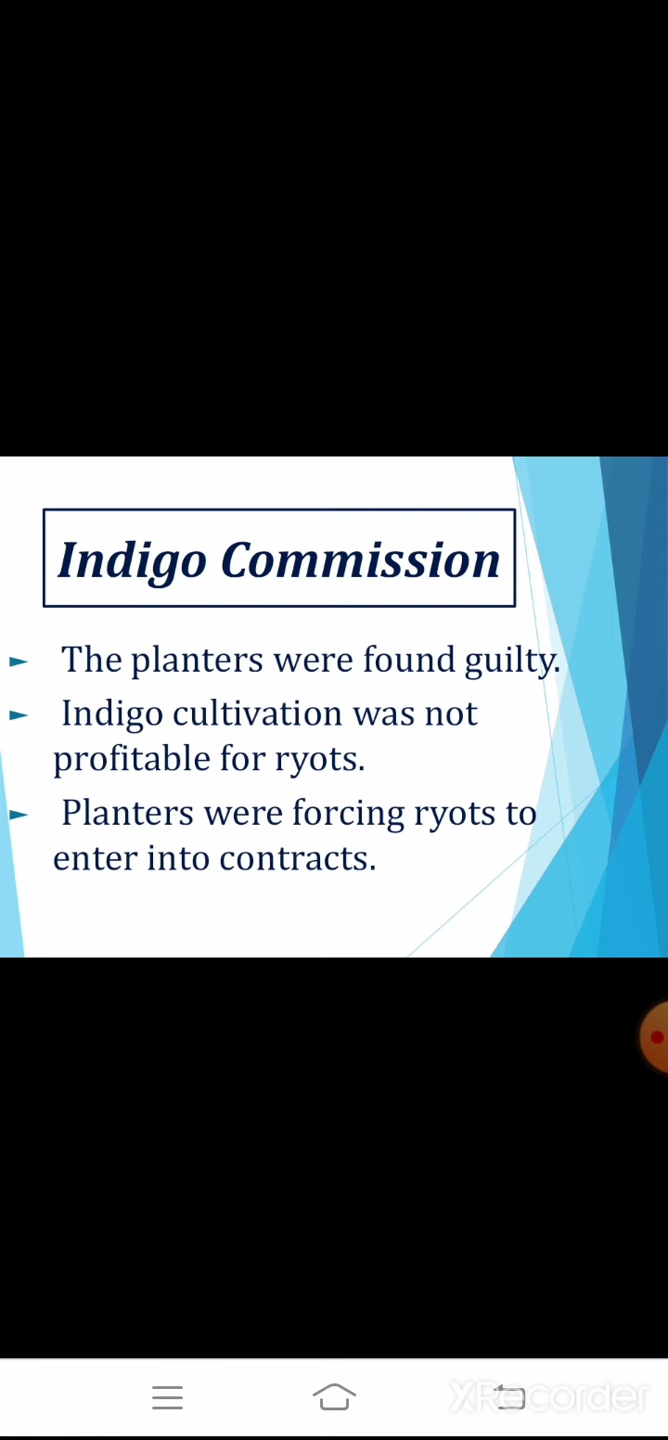 Indigo Commission
► The planters were found guilty.
► Indigo cultivation was not
profitable for ryots.
► Planters were forcing ryots to
enter into contracts.
XRecorder